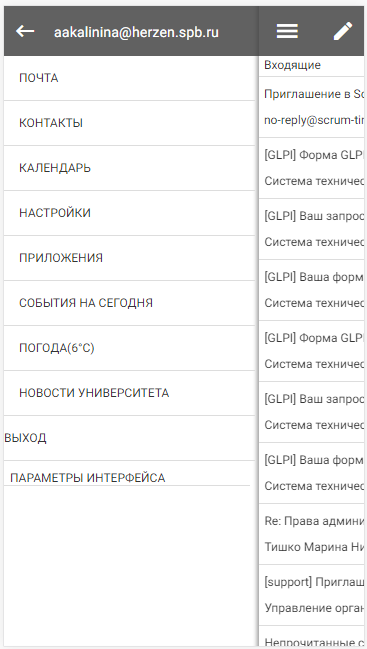 aakalinina@herzen.spb.ru
ПОЧТА
КОНТАКТЫ
КАЛЕНДАРЬ
НАСТРОЙКИ
ПРИЛОЖЕНИЯ
СОБЫТИЯ НА СЕГОДНЯ
ПОГОДА(6°C)
НОВОСТИ УНИВЕРСИТЕТА
ВЫХОД
ПАРАМЕТРЫ ИНТЕРФЕЙСА
Входящие
Приглашение в Sc
no-reply@scrum-tin
[GLPI] Форма GLP
Система техничес
[GLPI] Ваш запрос
Система техничес
[GLPI] Ваша форм
Система техничес
[GLPI] Форма GLP
Система техничес
[GLPI] Ваш запрос
Система техничес
[GLPI] Ваша форм
Система техничес
Re: Права админи
Тишко Марина Ни
[support] Приглаш
Управление орган
Непрочитанные с